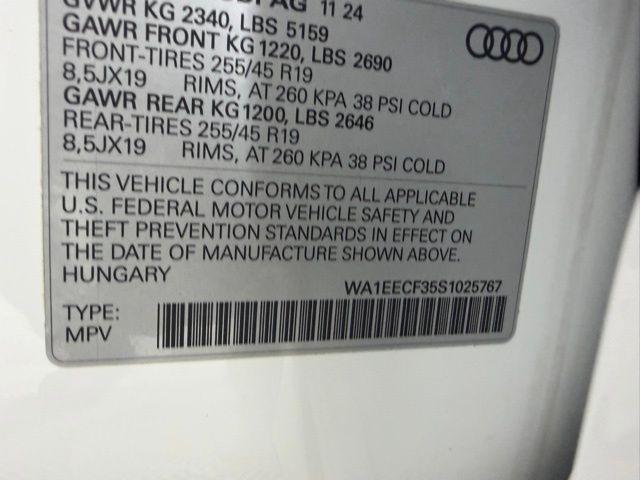 AG 11 24
GVWR KG 2340, LBS 5159
GAWR FRONT KG 1220, LBS 2690
FRONT-TIRES 255/45 R19
8,5JX19 RIMS, AT 260 KPA 38 PSI COLD
GAWR REAR KG1200, LBS 2646
REAR-TIRES 255/45 R19
8,5JX19 RIMS, AT 260 KPA 38 PSI COLD
THIS VEHICLE CONFORMS TO ALL APPLICABLE
U.S. FEDERAL MOTOR VEHICLE SAFETY AND
THEFT PREVENTION STANDARDS IN EFFECT ON
THE DATE OF MANUFACTURE SHOWN ABOVE.
HUNGARY
WA1EECF35S1025767
TYPE:
MPV